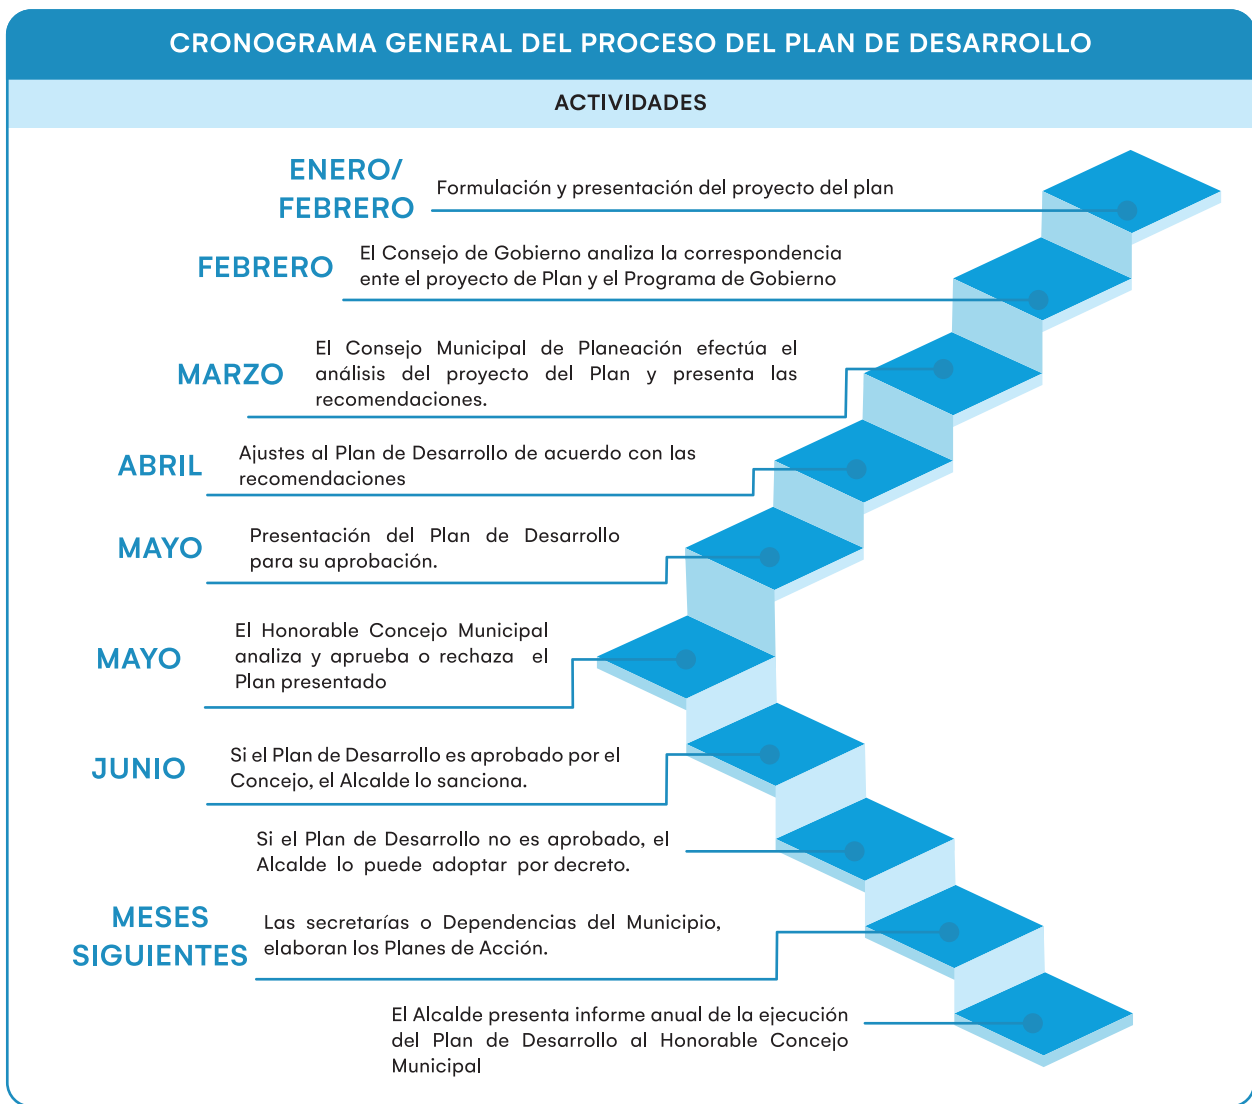 CRONOGRAMA GENERAL DEL PROCESO DEL PLAN DE DESARROLLO
ACTIVIDADES
ENERO/
FEBRERO
Formulación y presentación del proyecto del plan
FEBRERO
El Consejo de Gobierno analiza la correspondencia
ente el proyecto de Plan y el Programa de Gobierno
MARZO
El Consejo Municipal de Planeación efectúa el
análisis del proyecto del Plan y presenta las
recomendaciones.
ABRIL
Ajustes al Plan de Desarrollo de acuerdo con las
recomendaciones
MAYO
Presentación del Plan de Desarrollo
para su aprobación.
MAYO
El Honorable Concejo Municipal
analiza y aprueba o rechaza el
Plan presentado
JUNIO
Si el Plan de Desarrollo es aprobado por el
Concejo, el Alcalde lo sanciona.
Si el Plan de Desarrollo no es aprobado, el
Alcalde lo puede adoptar por decreto.
MESES
SIGUIENTES
Las secretarías o Dependencias del Municipio,
elaboran los Planes de Acción.
El Alcalde presenta informe anual de la ejecución
del Plan de Desarrollo al Honorable Concejo
Municipal